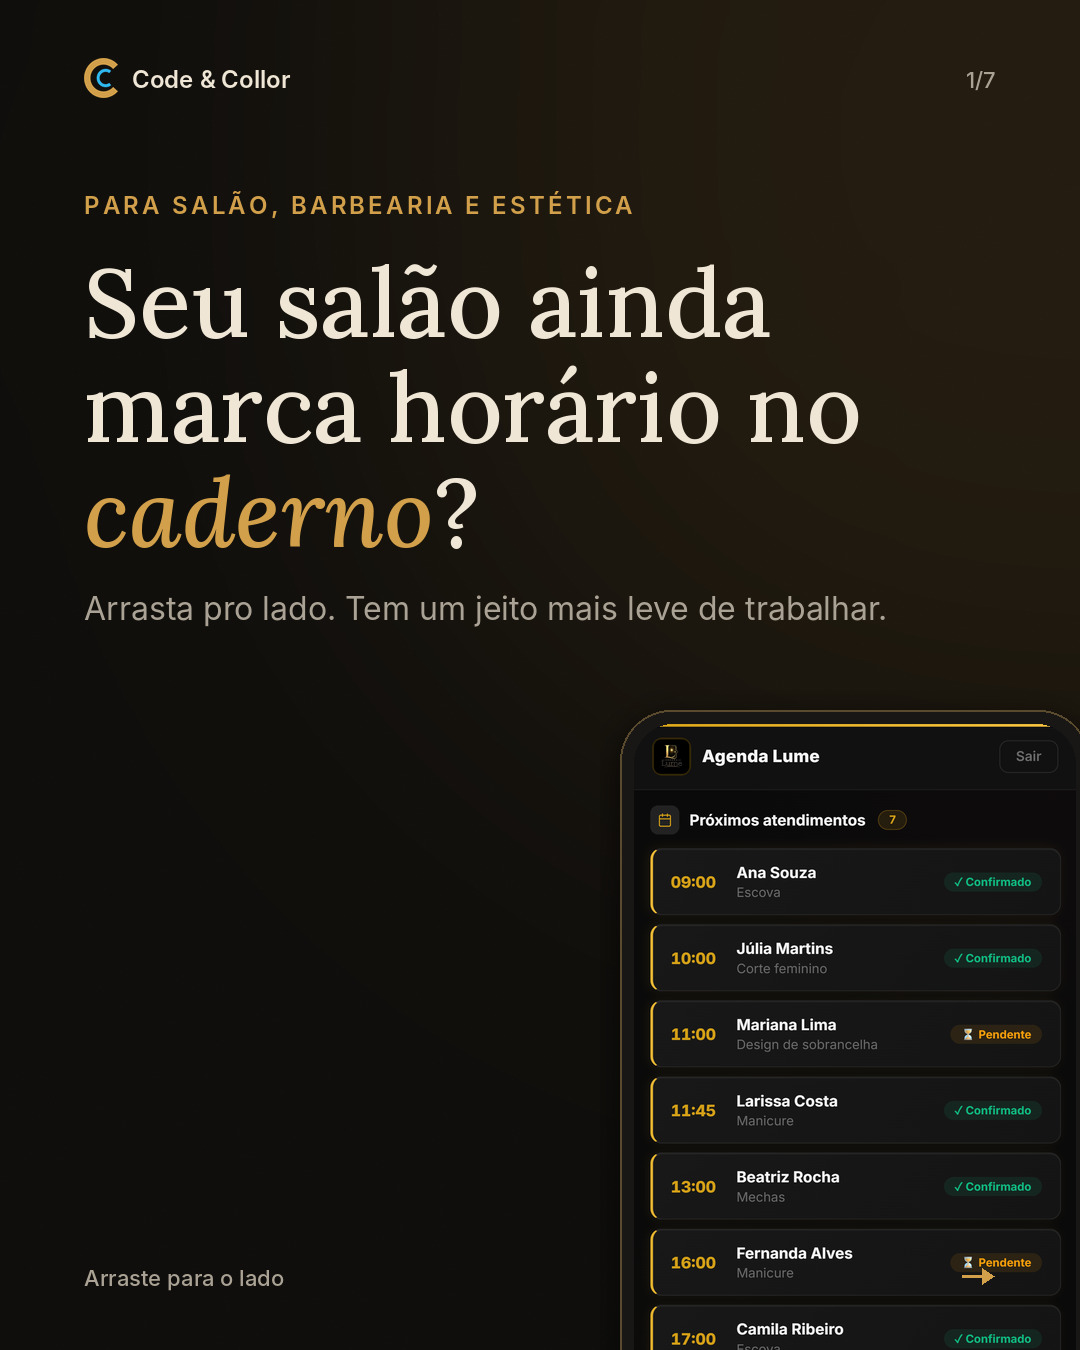 Code & Collor
1/7
PARA SALÃO, BARBEARIA E ESTÉTICA
Seu salão ainda
marca horário no
caderno?
Arrasta pro lado. Tem um jeito mais leve de trabalhar.
Agenda Lume
Sair
Próximos atendimentos 7
09:00 Ana Souza ✓ Confirmado
Escova
10:00 Júlia Martins ✓ Confirmado
Corte feminino
11:00 Mariana Lima ⏳ Pendente
Design de sobrancelha
11:45 Larissa Costa ✓ Confirmado
Manicure
13:00 Beatriz Rocha ✓ Confirmado
Mechas
16:00 Fernanda Alves ⏳ Pendente
Manicure
17:00 Camila Ribeiro ✓ Confirmado
Escova
Arraste para o lado